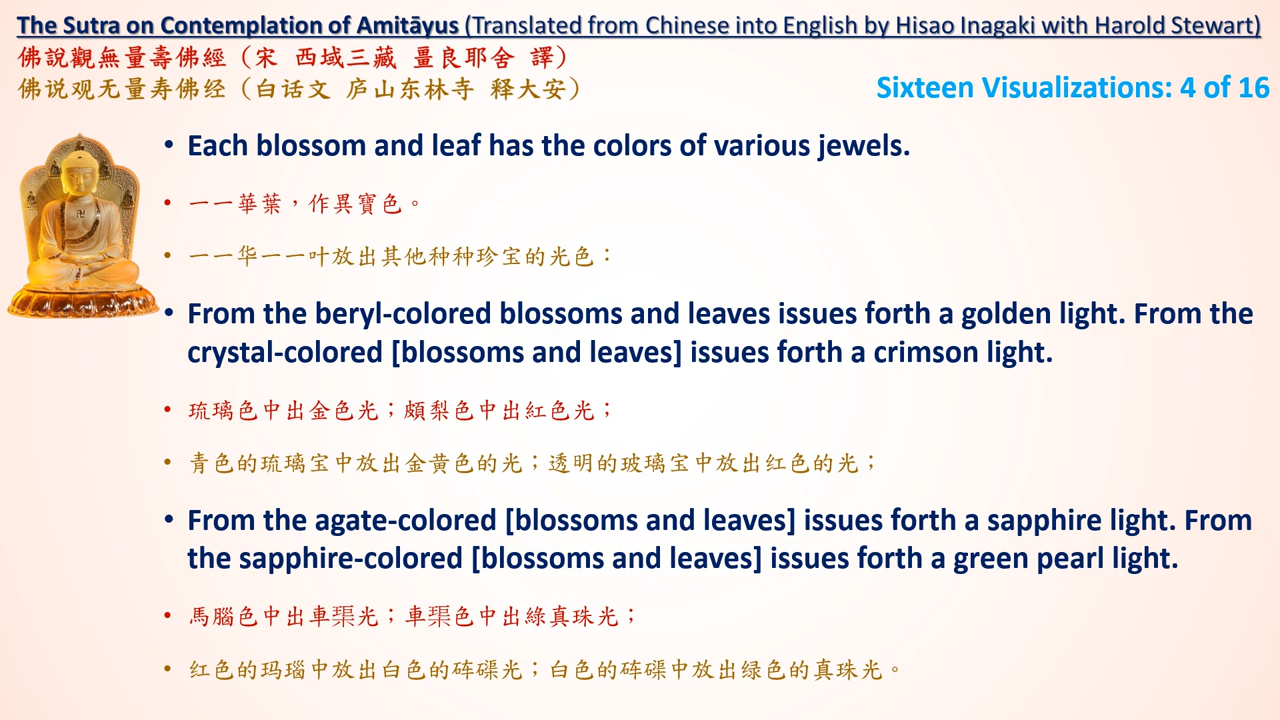 The Sutra on Contemplation of Amitāyus (Translated from Chinese into English by Hisao Inagaki with Harold Stewart)
佛說觀無量壽佛經（宋 西域三藏 畺良耶舍 譯）
佛说观无量寿佛经（白话文 庐山东林寺 释大安）
Sixteen Visualizations: 4 of 16
• Each blossom and leaf has the colors of various jewels.
• 一一華葉，作異寶色。
• 一一华一一叶放出其他种种珍宝的光色：
• From the beryl-colored blossoms and leaves issues forth a golden light. From the
crystal-colored [blossoms and leaves] issues forth a crimson light.
• 琉璃色中出金色光；頗梨色中出紅色光；
• 青色的琉璃宝中放出金黄色的光；透明的玻璃宝中放出红色的光；
• From the agate-colored [blossoms and leaves] issues forth a sapphire light. From
the sapphire-colored [blossoms and leaves] issues forth a green pearl light.
• 馬腦色中出車𤦲光；車𤦲色中出綠真珠光；
• 红色的玛瑙中放出白色的砗磲光；白色的砗磲中放出绿色的真珠光。